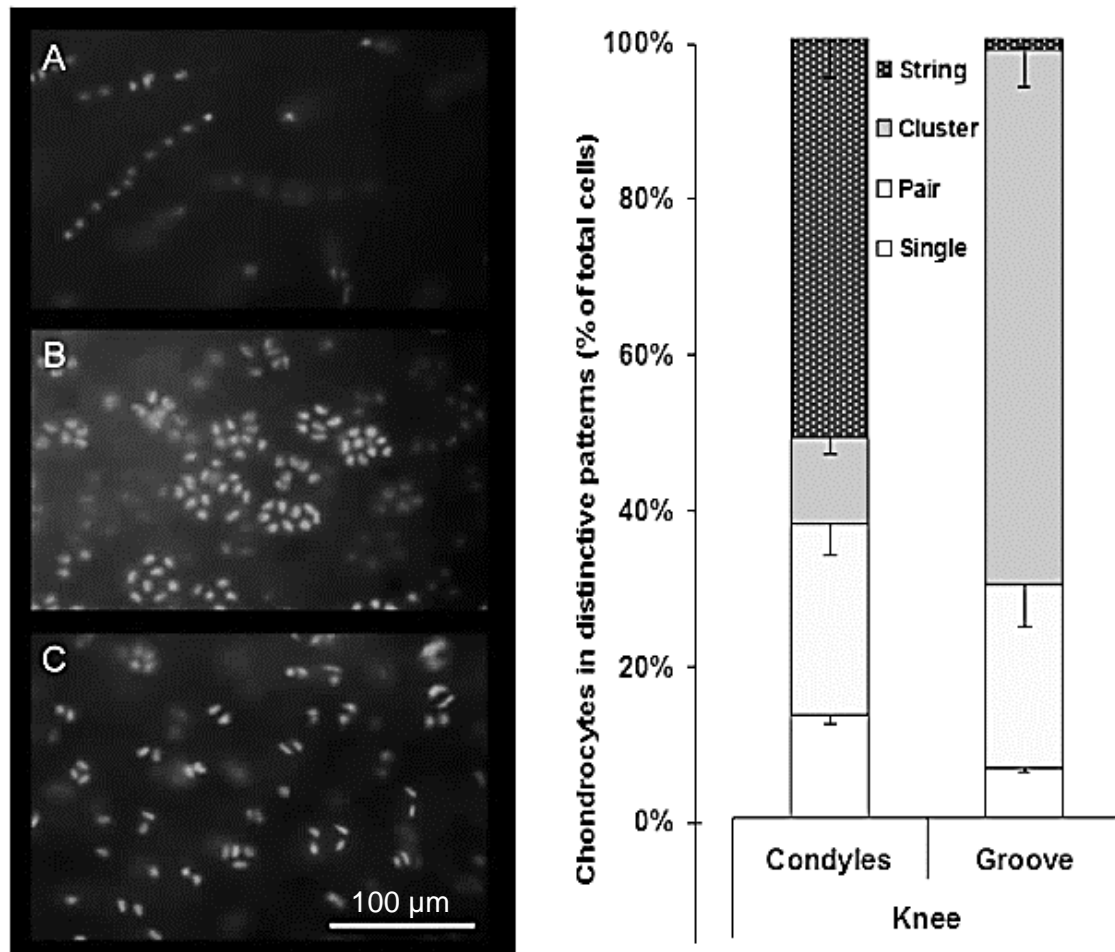 A
B
C
100 µm
Chondrocytes in distinctive patterns (% of total cells)
100%
80%
60%
40%
20%
0%
String
Cluster
Pair
Single
Condyles
Groove
Knee